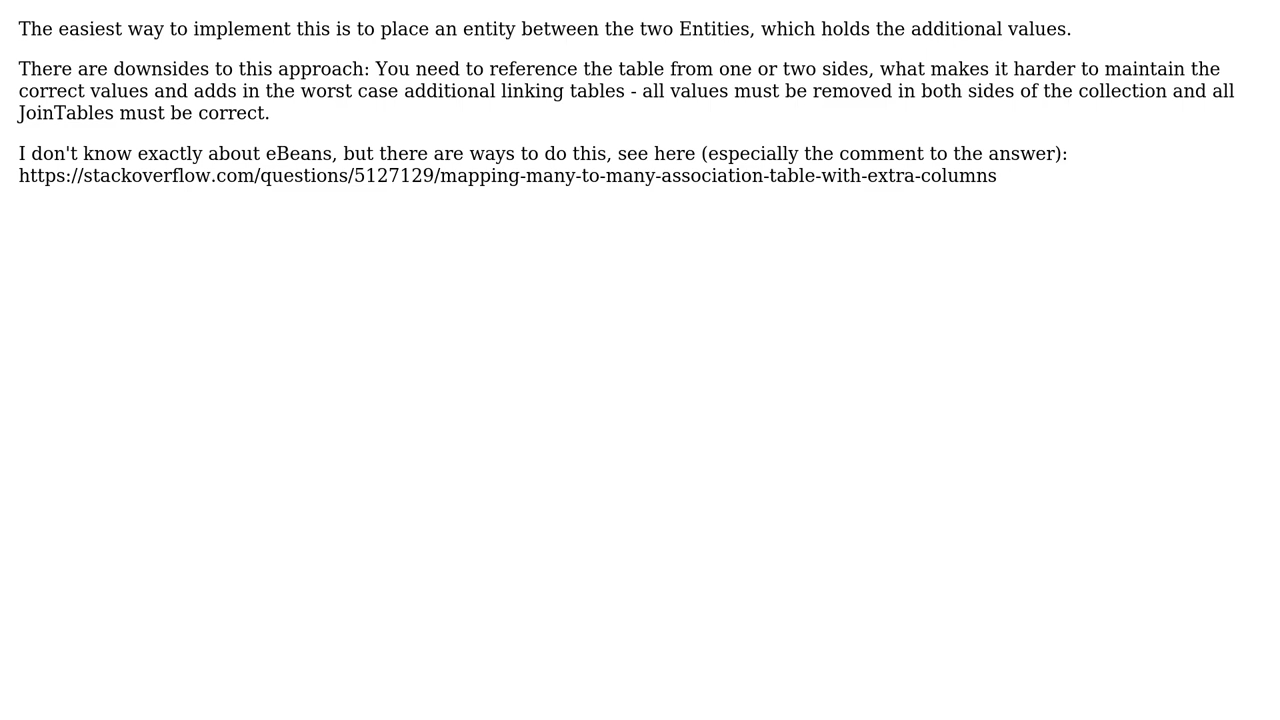 The easiest way to implement this is to place an entity between the two Entities, which holds the additional values.
There are downsides to this approach: You need to reference the table from one or two sides, what makes it harder to maintain the
correct values and adds in the worst case additional linking tables - all values must be removed in both sides of the collection and all
JoinTables must be correct.
I don't know exactly about eBeans, but there are ways to do this, see here (especially the comment to the answer):
https://stackoverflow.com/questions/5127129/mapping-many-to-many-association-table-with-extra-columns